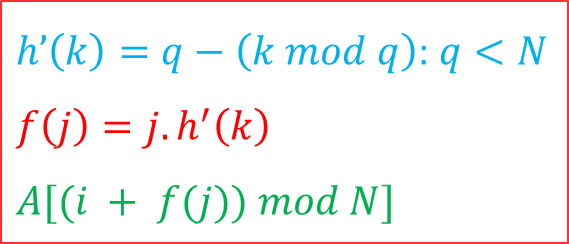 h’(k) = q − (k mod q): q < N
f(j) = j. h′(k)
A[(i + f(j)) mod N]